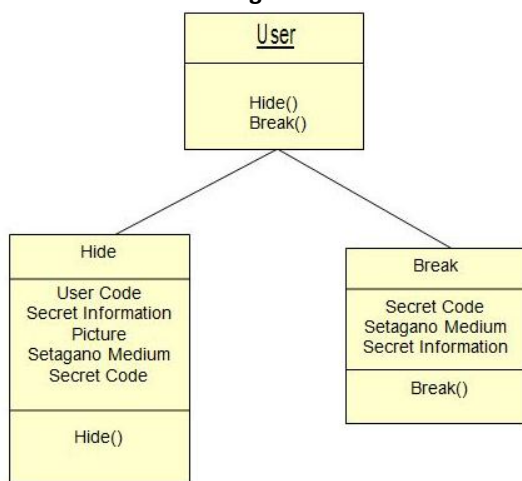 User
Hide()
Break()
Hide
User Code
Secret Information
Picture
Setagano Medium
Secret Code
Hide()
Break
Secret Code
Setagano Medium
Secret Information
Break()